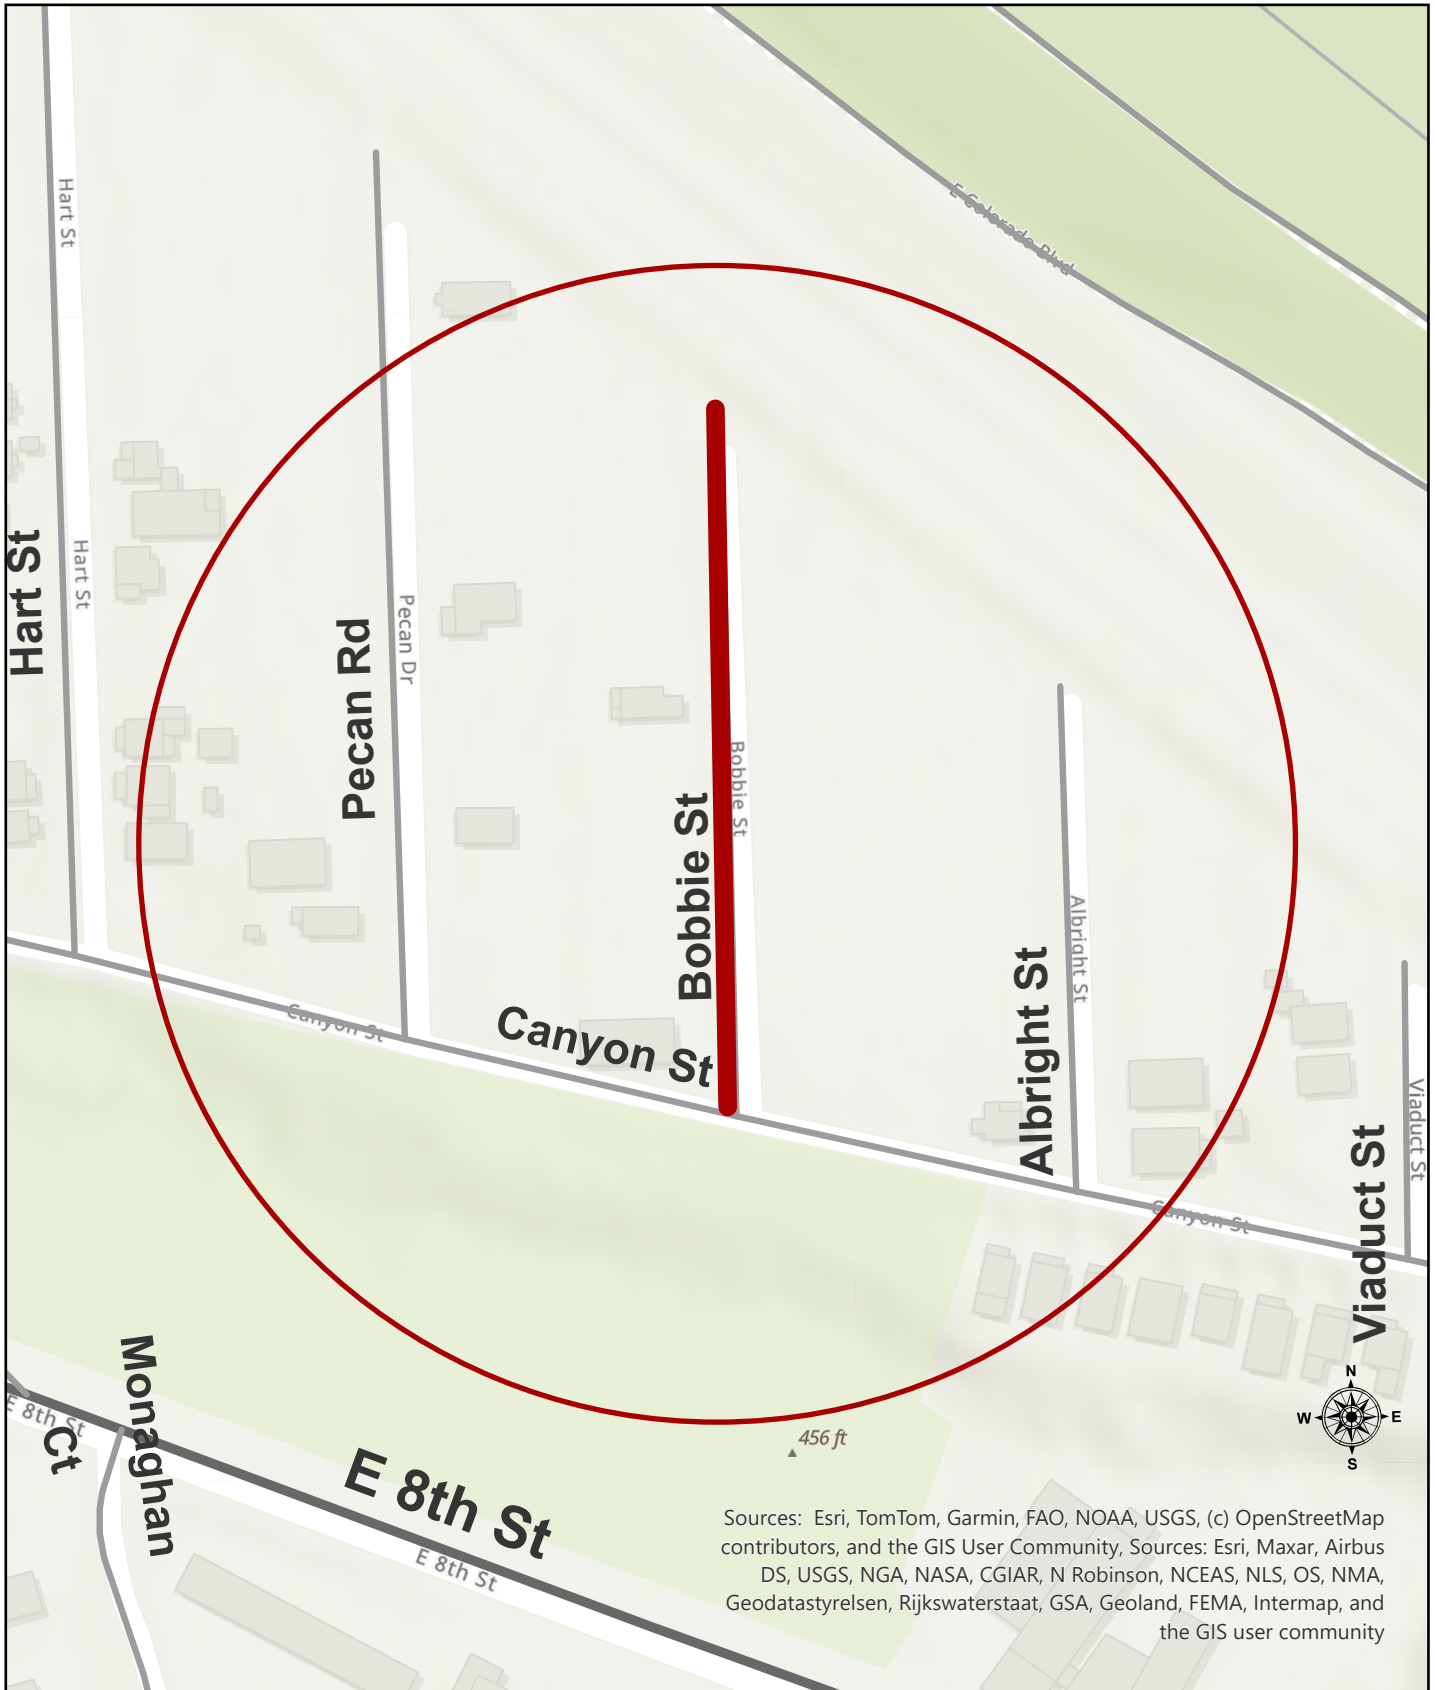 Hart St
E Colorado Blvd
Hart St
Hart St
Pecan Rd
Pecan Dr
Bobbie St
Bobbie St
Albright St
Albright St
Canyon St
Canyon St
Canyon St
Viaduct St
Viaduct St
Monaghan
Ct
E 8th St
E 8th St
E 8th St
456 ft
N
W
E
S
Sources: Esri, TomTom, Garmin, FAO, NOAA, USGS, (c) OpenStreetMap
contributors, and the GIS User Community, Sources: Esri, Maxar, Airbus
DS, USGS, NGA, NASA, CGIAR, N Robinson, NCEAS, NLS, OS, NMA,
Geodatastyrelsen, Rijkswaterstaat, GSA, Geoland, FEMA, Intermap, and
the GIS user community